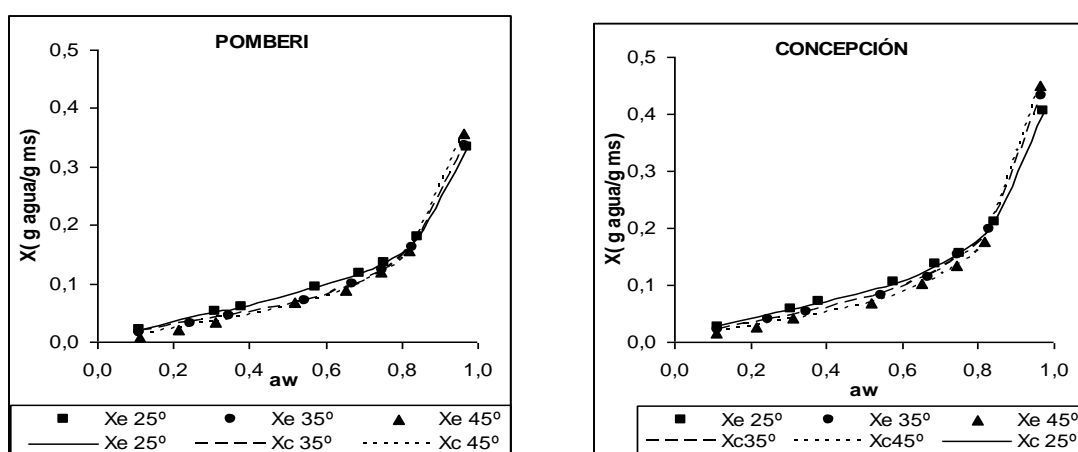 POMBERI
X( g agua/g ms)
0,5
0,4
0,3
0,2
0,1
0,0
0,0 0,2 0,4 0,6 0,8 1,0
aw
Xe 25º Xe 35º Xe 45º
Xe 25º Xc 35º Xc 45º
CONCEPCIÓN
X( g agua/g ms)
0,5
0,4
0,3
0,2
0,1
0,0
0,0 0,2 0,4 0,6 0,8 1,0
aw
Xe 25º Xe 35º Xe 45º
Xc35º Xc45º Xc 25º